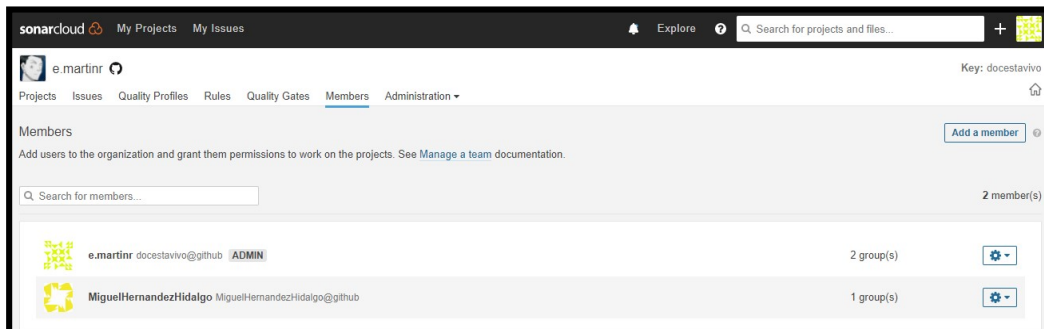 sonarcloud My Projects My Issues Explore Search for projects and files...
e.martinr Key: docestavivo
Projects Issues Quality Profiles Rules Quality Gates Members Administration
Members Add a member
Add users to the organization and grant them permissions to work on the projects. See Manage a team documentation.
Search for members... 2 member(s)
e.martinr docestavivo@github ADMIN 2 group(s)
MiguelHernandezHidalgo MiguelHernandezHidalgo@github 1 group(s)